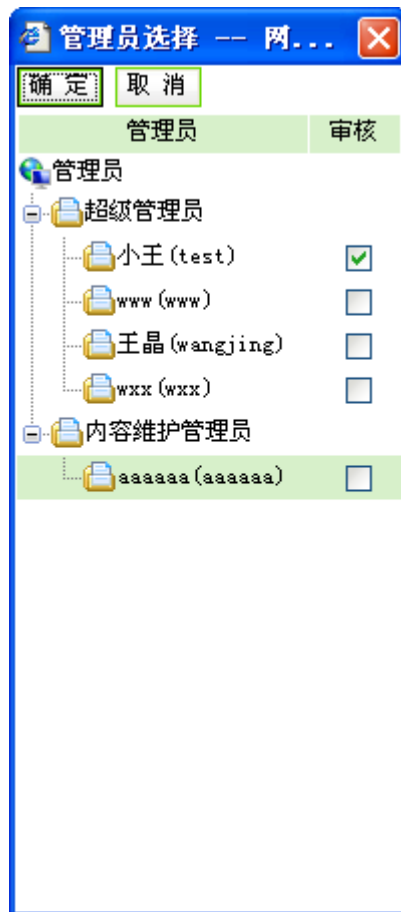 管理员选择 -- 网...
确 定 取 消
管理员 审核
管理员
超级管理员
小王(test)
www(www)
王晶(wangjing)
wxx(wxx)
内容维护管理员
aaaaaa(aaaaaa)